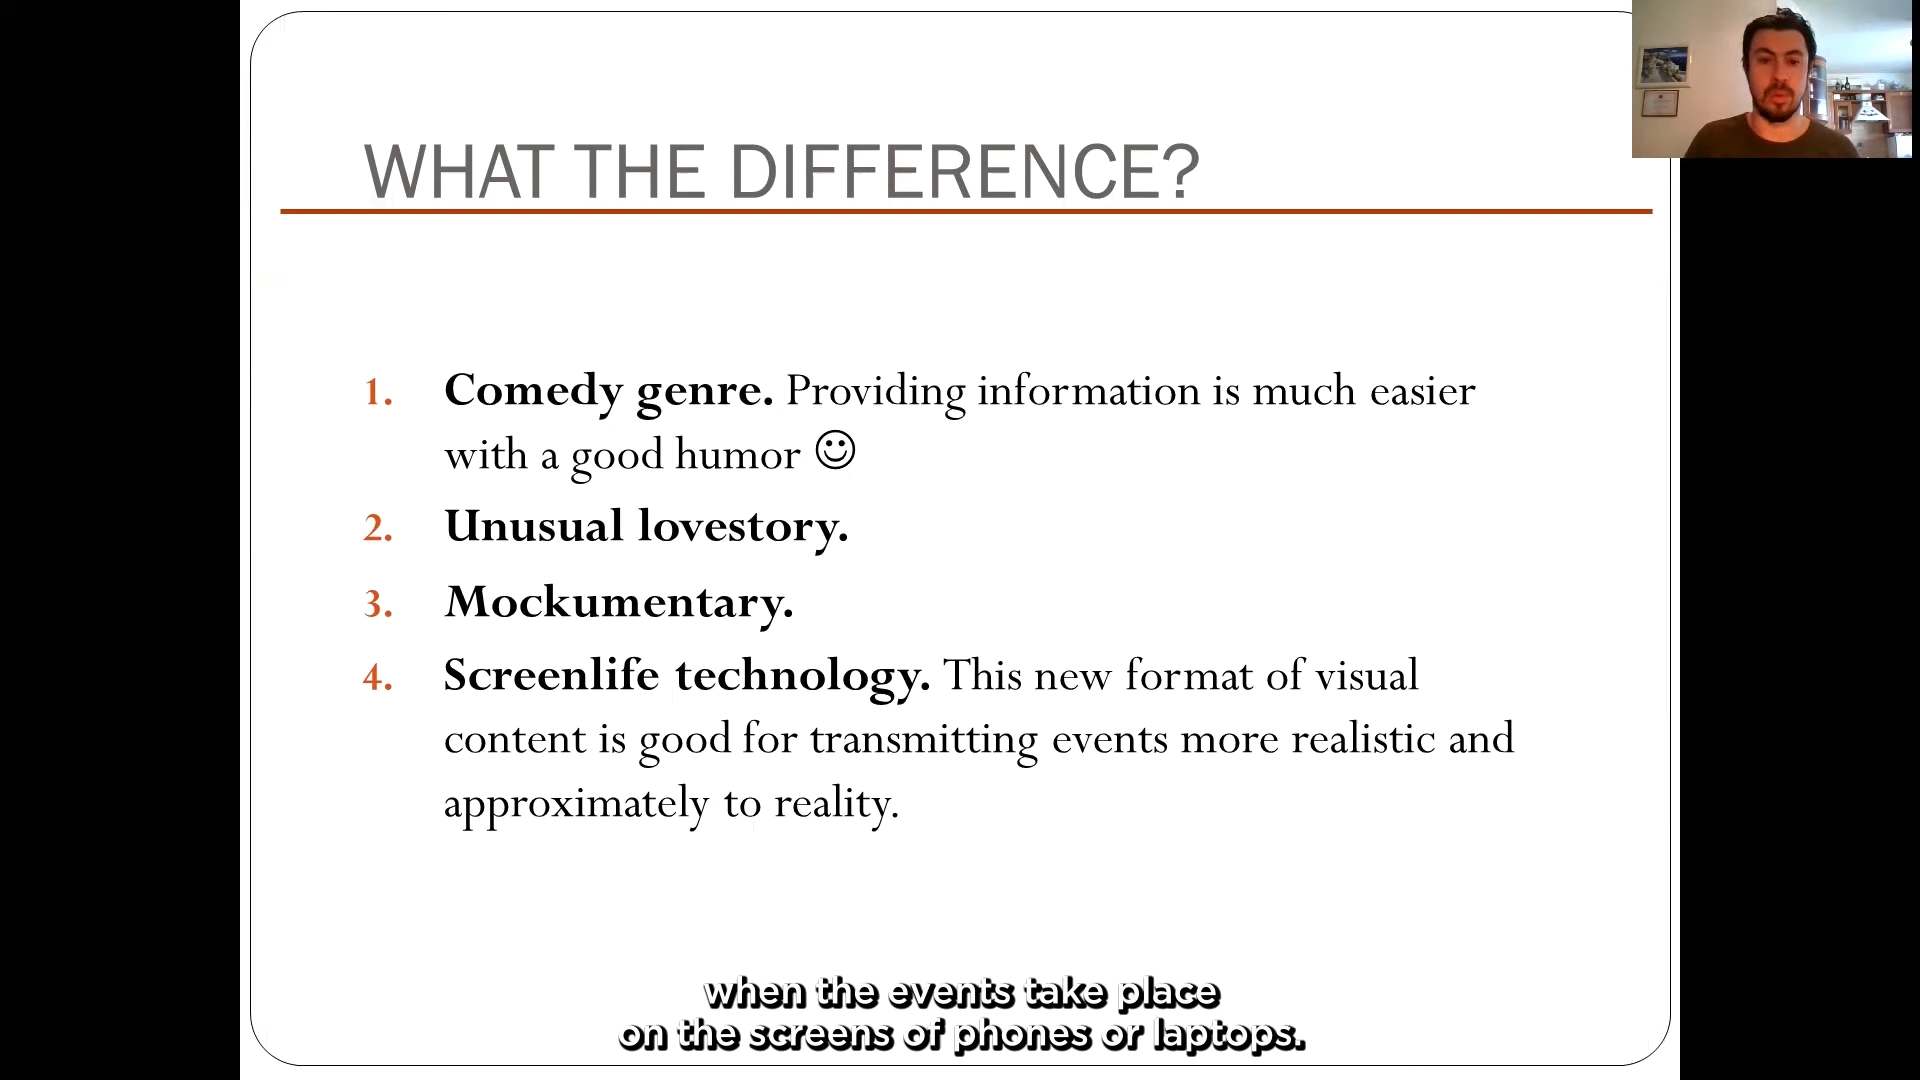 WHAT THE DIFFERENCE?
1. Comedy genre. Providing information is much easier
with a good humor ☺
2. Unusual lovestory.
3. Mockumentary.
4. Screenlife technology. This new format of visual
content is good for transmitting events more realistic and
approximately to reality.
when the events take place
on the screens of phones or laptops.